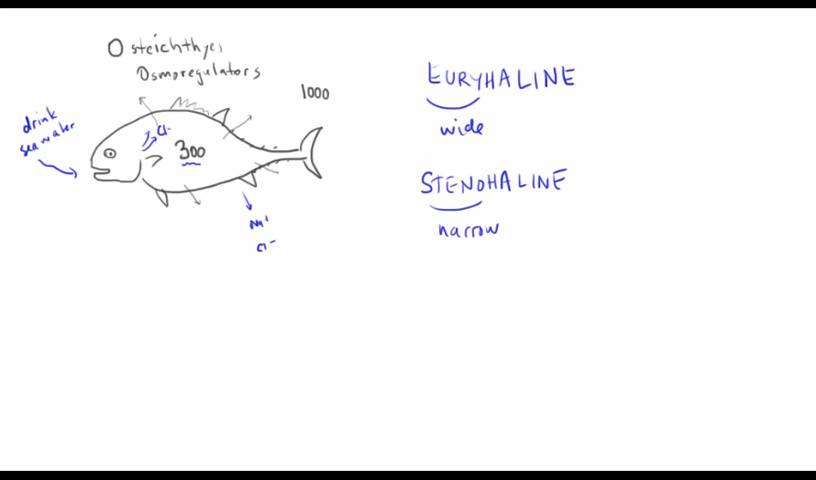 Osteichthyes
Osmoregulators
1000
drink
seawater
Cl-
300
Na+
Cl-
EURYHALINE
wide
STENOHALINE
narrow